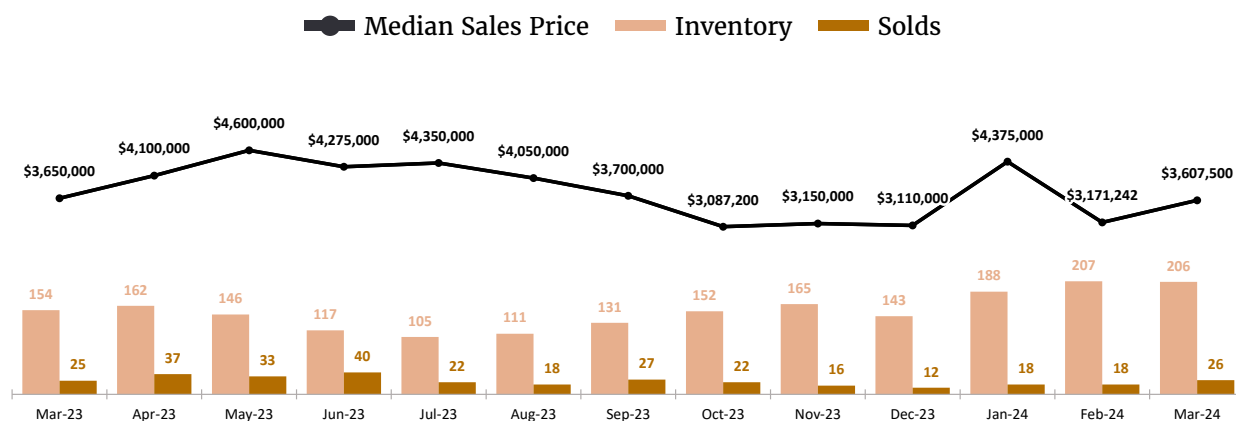 Median Sales Price Inventory Solds
$3,650,000 $4,100,000 $4,600,000 $4,275,000 $4,350,000 $4,050,000 $3,700,000 $3,087,200 $3,150,000 $3,110,000 $4,375,000 $3,171,242 $3,607,500
154 162 146 117 105 111 131 152 165 143 188 207 206
25 37 33 40 22 18 27 22 16 12 18 18 26
Mar-23 Apr-23 May-23 Jun-23 Jul-23 Aug-23 Sep-23 Oct-23 Nov-23 Dec-23 Jan-24 Feb-24 Mar-24